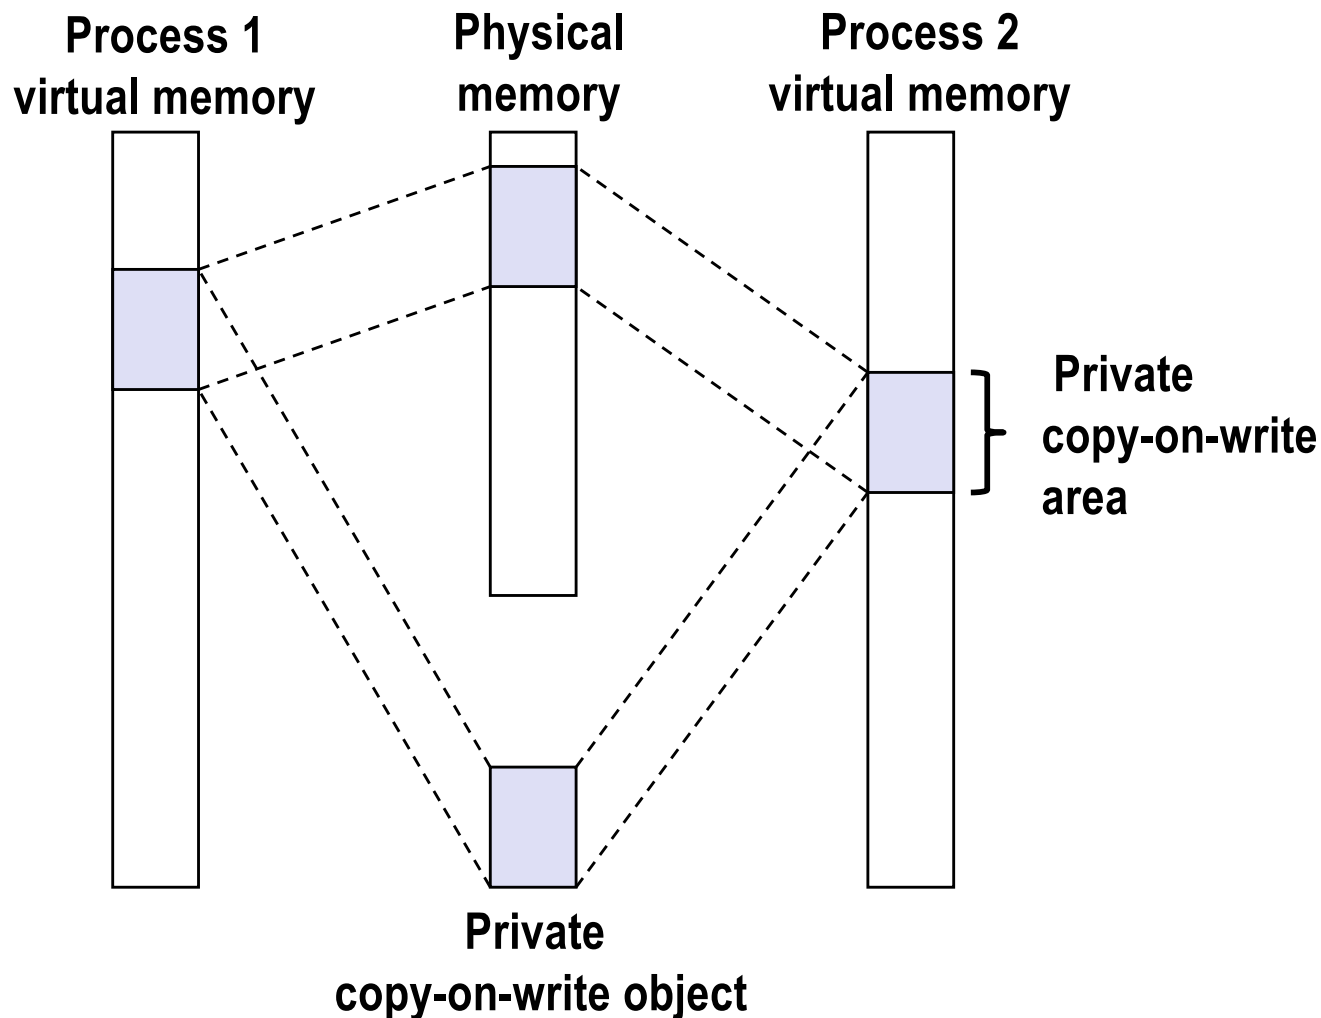 Process 1
virtual memory
Physical
memory
Process 2
virtual memory
Private
copy-on-write
area
Private
copy-on-write object